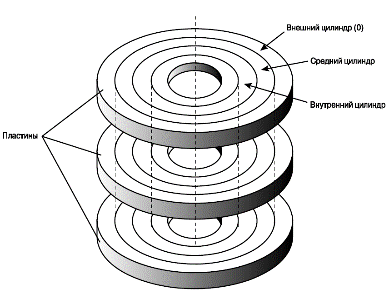 Внешний цилиндр (0)
Средний цилиндр
Внутренний цилиндр
Пластины